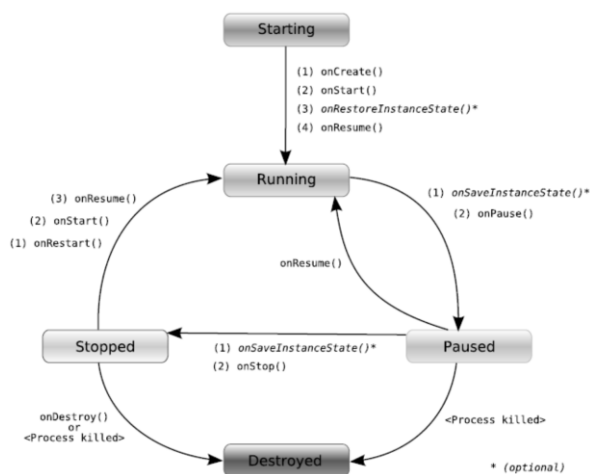 Starting
(1) onCreate()
(2) onStart()
(3) onRestoreInstanceState()*
(4) onResume()
Running
(3) onResume()
(2) onStart()
(1) onRestart()
(1) onSaveInstanceState()*
(2) onPause()
onResume()
Stopped
(1) onSaveInstanceState()*
(2) onStop()
Paused
onDestroy()
or
<Process killed>
<Process killed>
Destroyed
* (optional)